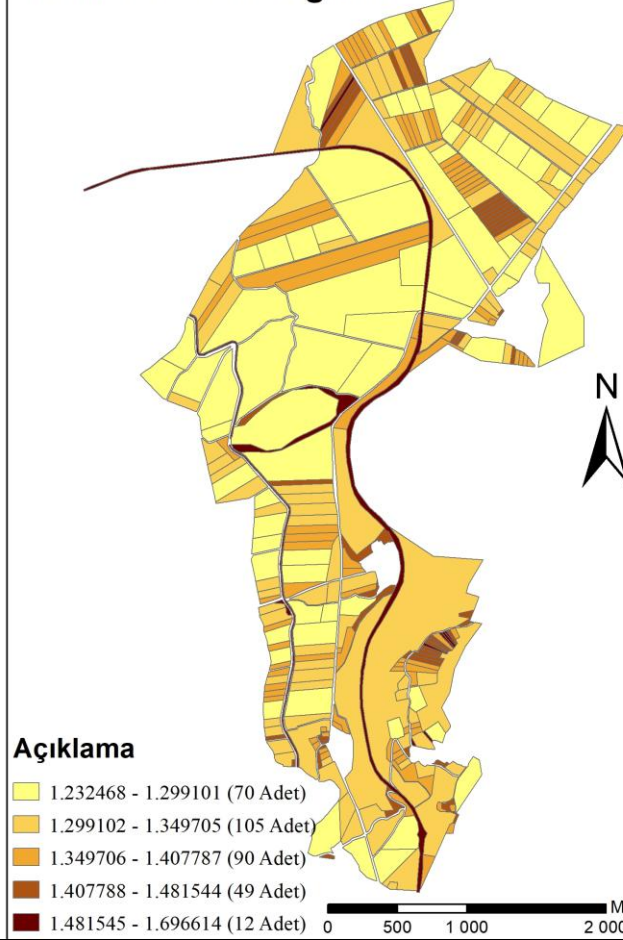 N
Açıklama
1.232468 - 1.299101 (70 Adet)
1.299102 - 1.349705 (105 Adet)
1.349706 - 1.407787 (90 Adet)
1.407788 - 1.481544 (49 Adet)
1.481545 - 1.696614 (12 Adet)
M
0 500 1 000 2 000